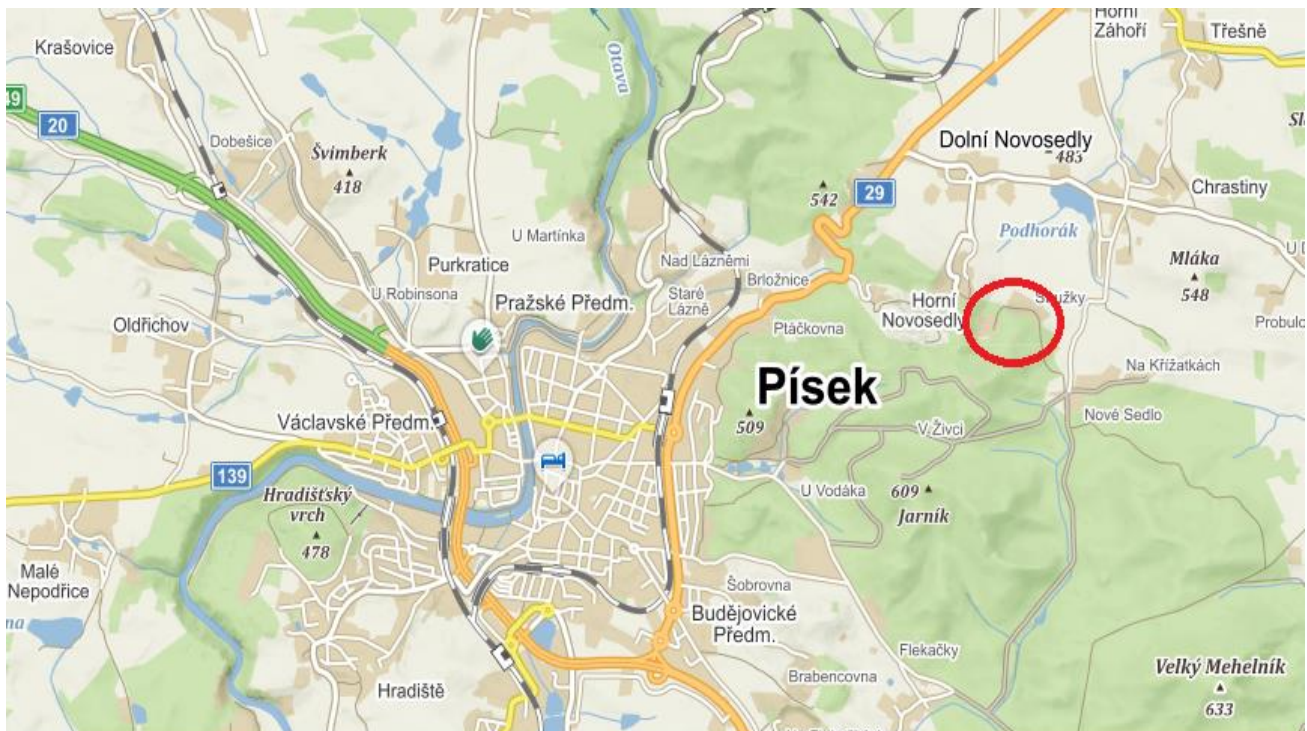 Horní
Záhoří
Třešně
Krašovice
49
20
Otava
Dobešice
Švimberk
418
Dolní Novosedly
483
542
29
Chrastiny
U Martínka
Podhorák
Nad Lázněmi
Purkratice
Mláka
548
Brložnice
U Robinsona
Pražské Předm.
Staré
Lázně
Horní
Novosedly
Oldřichov
Ptáčkovna
Na Křížatkách
Písek
Václavské Předm.
509
Nové Sedlo
V Živci
139
Hradišťský
vrch
478
U Vodáka
609
Jarník
Malé
Nepodřice
Šobrovna
Budějovické
Předm.
Flekačky
Velký Mehelník
633
Brabencovna
Hradiště